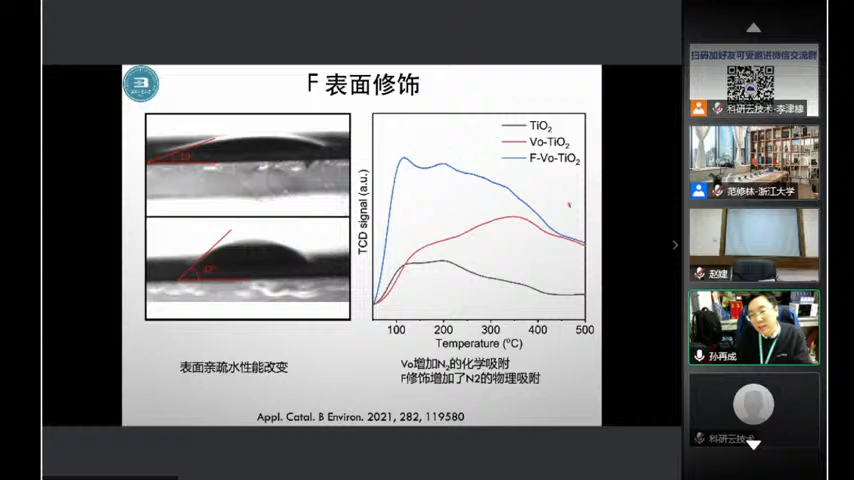 F 表面修饰
TiO2
Vo-TiO2
F-Vo-TiO2
TCD signal (a.u.)
100 200 300 400 500
Temperature (°C)
表面亲疏水性能改变
Vo增加N2的化学吸附
F修饰增加了N2的物理吸附
Appl. Catal. B Environ. 2021, 282, 119580
扫码加好友可受邀进微信交流群
科研云技术-李津棣
范修林-浙江大学
赵婕
孙再成
科研云技术